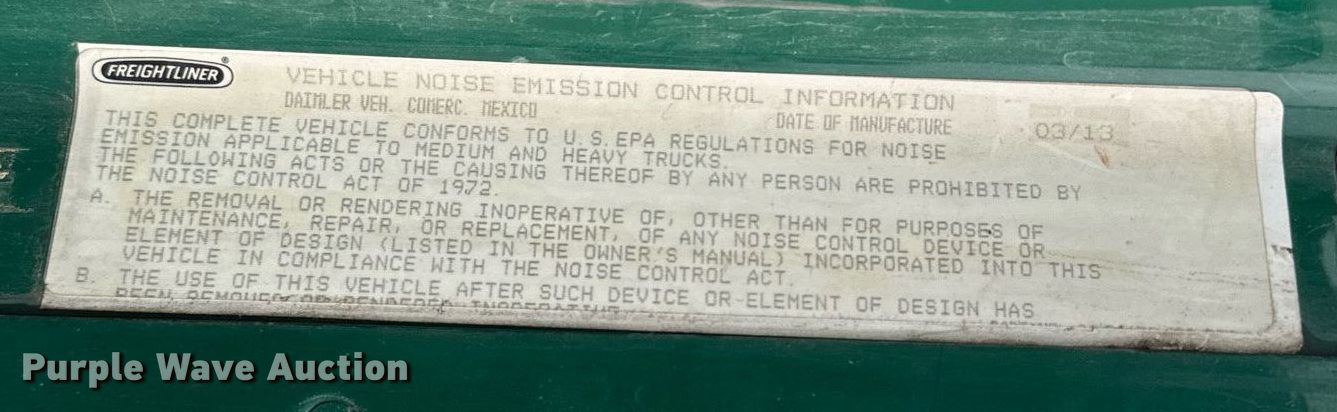 FREIGHTLINER®
VEHICLE NOISE EMISSION CONTROL INFORMATION
DAIMLER VEH. COMERC. MEXICO DATE OF MANUFACTURE 03/13
THIS COMPLETE VEHICLE CONFORMS TO U.S.EPA REGULATIONS FOR NOISE
EMISSION APPLICABLE TO MEDIUM AND HEAVY TRUCKS.
THE FOLLOWING ACTS OR THE CAUSING THEREOF BY ANY PERSON ARE PROHIBITED BY
THE NOISE CONTROL ACT OF 1972.
A. THE REMOVAL OR RENDERING INOPERATIVE OF, OTHER THAN FOR PURPOSES OF
MAINTENANCE, REPAIR, OR REPLACEMENT, OF ANY NOISE CONTROL DEVICE OR
ELEMENT OF DESIGN (LISTED IN THE OWNER'S MANUAL) INCORPORATED INTO THIS
VEHICLE IN COMPLIANCE WITH THE NOISE CONTROL ACT.
B. THE USE OF THIS VEHICLE AFTER SUCH DEVICE OR ELEMENT OF DESIGN HAS
BEEN REMOVED OR RENDERED INOPERATIVE
Purple Wave Auction